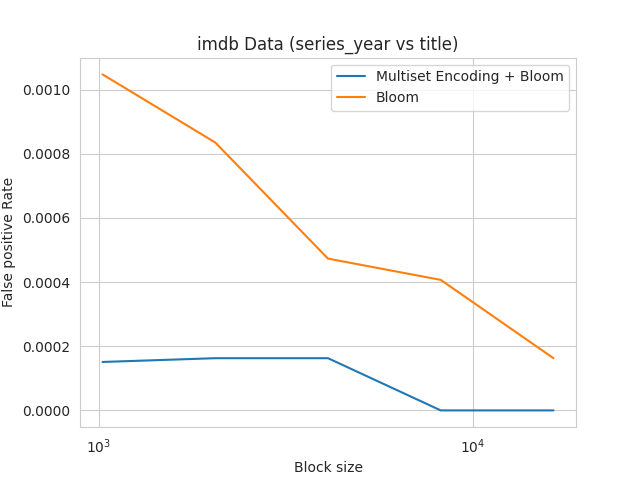 imdb Data (series_year vs title)
Multiset Encoding + Bloom
Bloom
False positive Rate
0.0010
0.0008
0.0006
0.0004
0.0002
0.0000
10³
10⁴
Block size